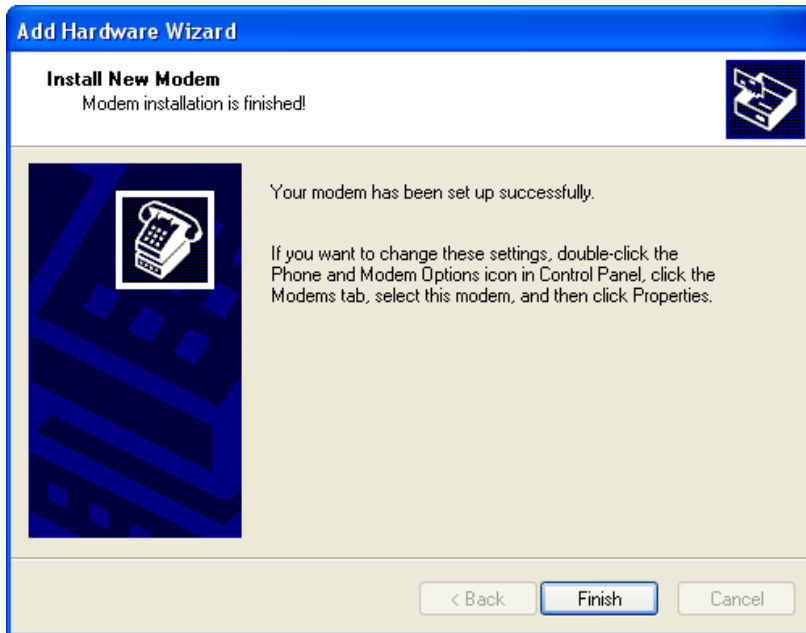 Add Hardware Wizard
Install New Modem
Modem installation is finished!
Your modem has been set up successfully.
If you want to change these settings, double-click the
Phone and Modem Options icon in Control Panel, click the
Modems tab, select this modem, and then click Properties.
< Back
Finish
Cancel